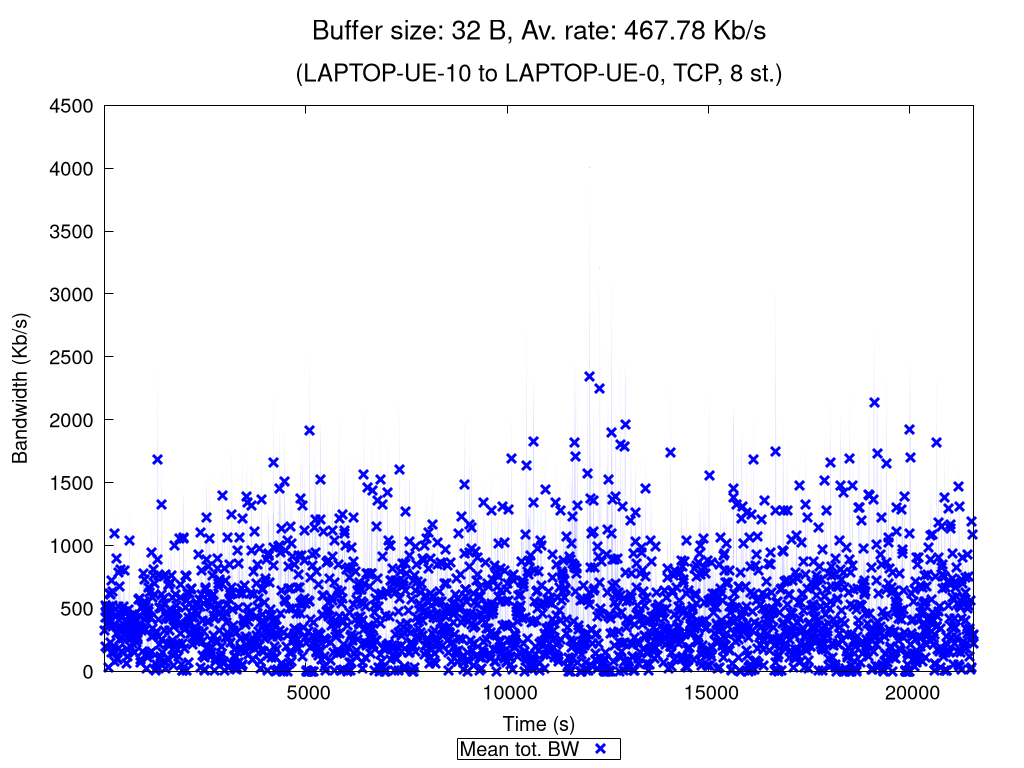 Buffer size: 32 B, Av. rate: 467.78 Kb/s
(LAPTOP-UE-10 to LAPTOP-UE-0, TCP, 8 st.)
4500
4000
3500
3000
2500
2000
1500
1000
500
0
Bandwidth (Kb/s)
5000 10000 15000 20000
Time (s)
Mean tot. BW